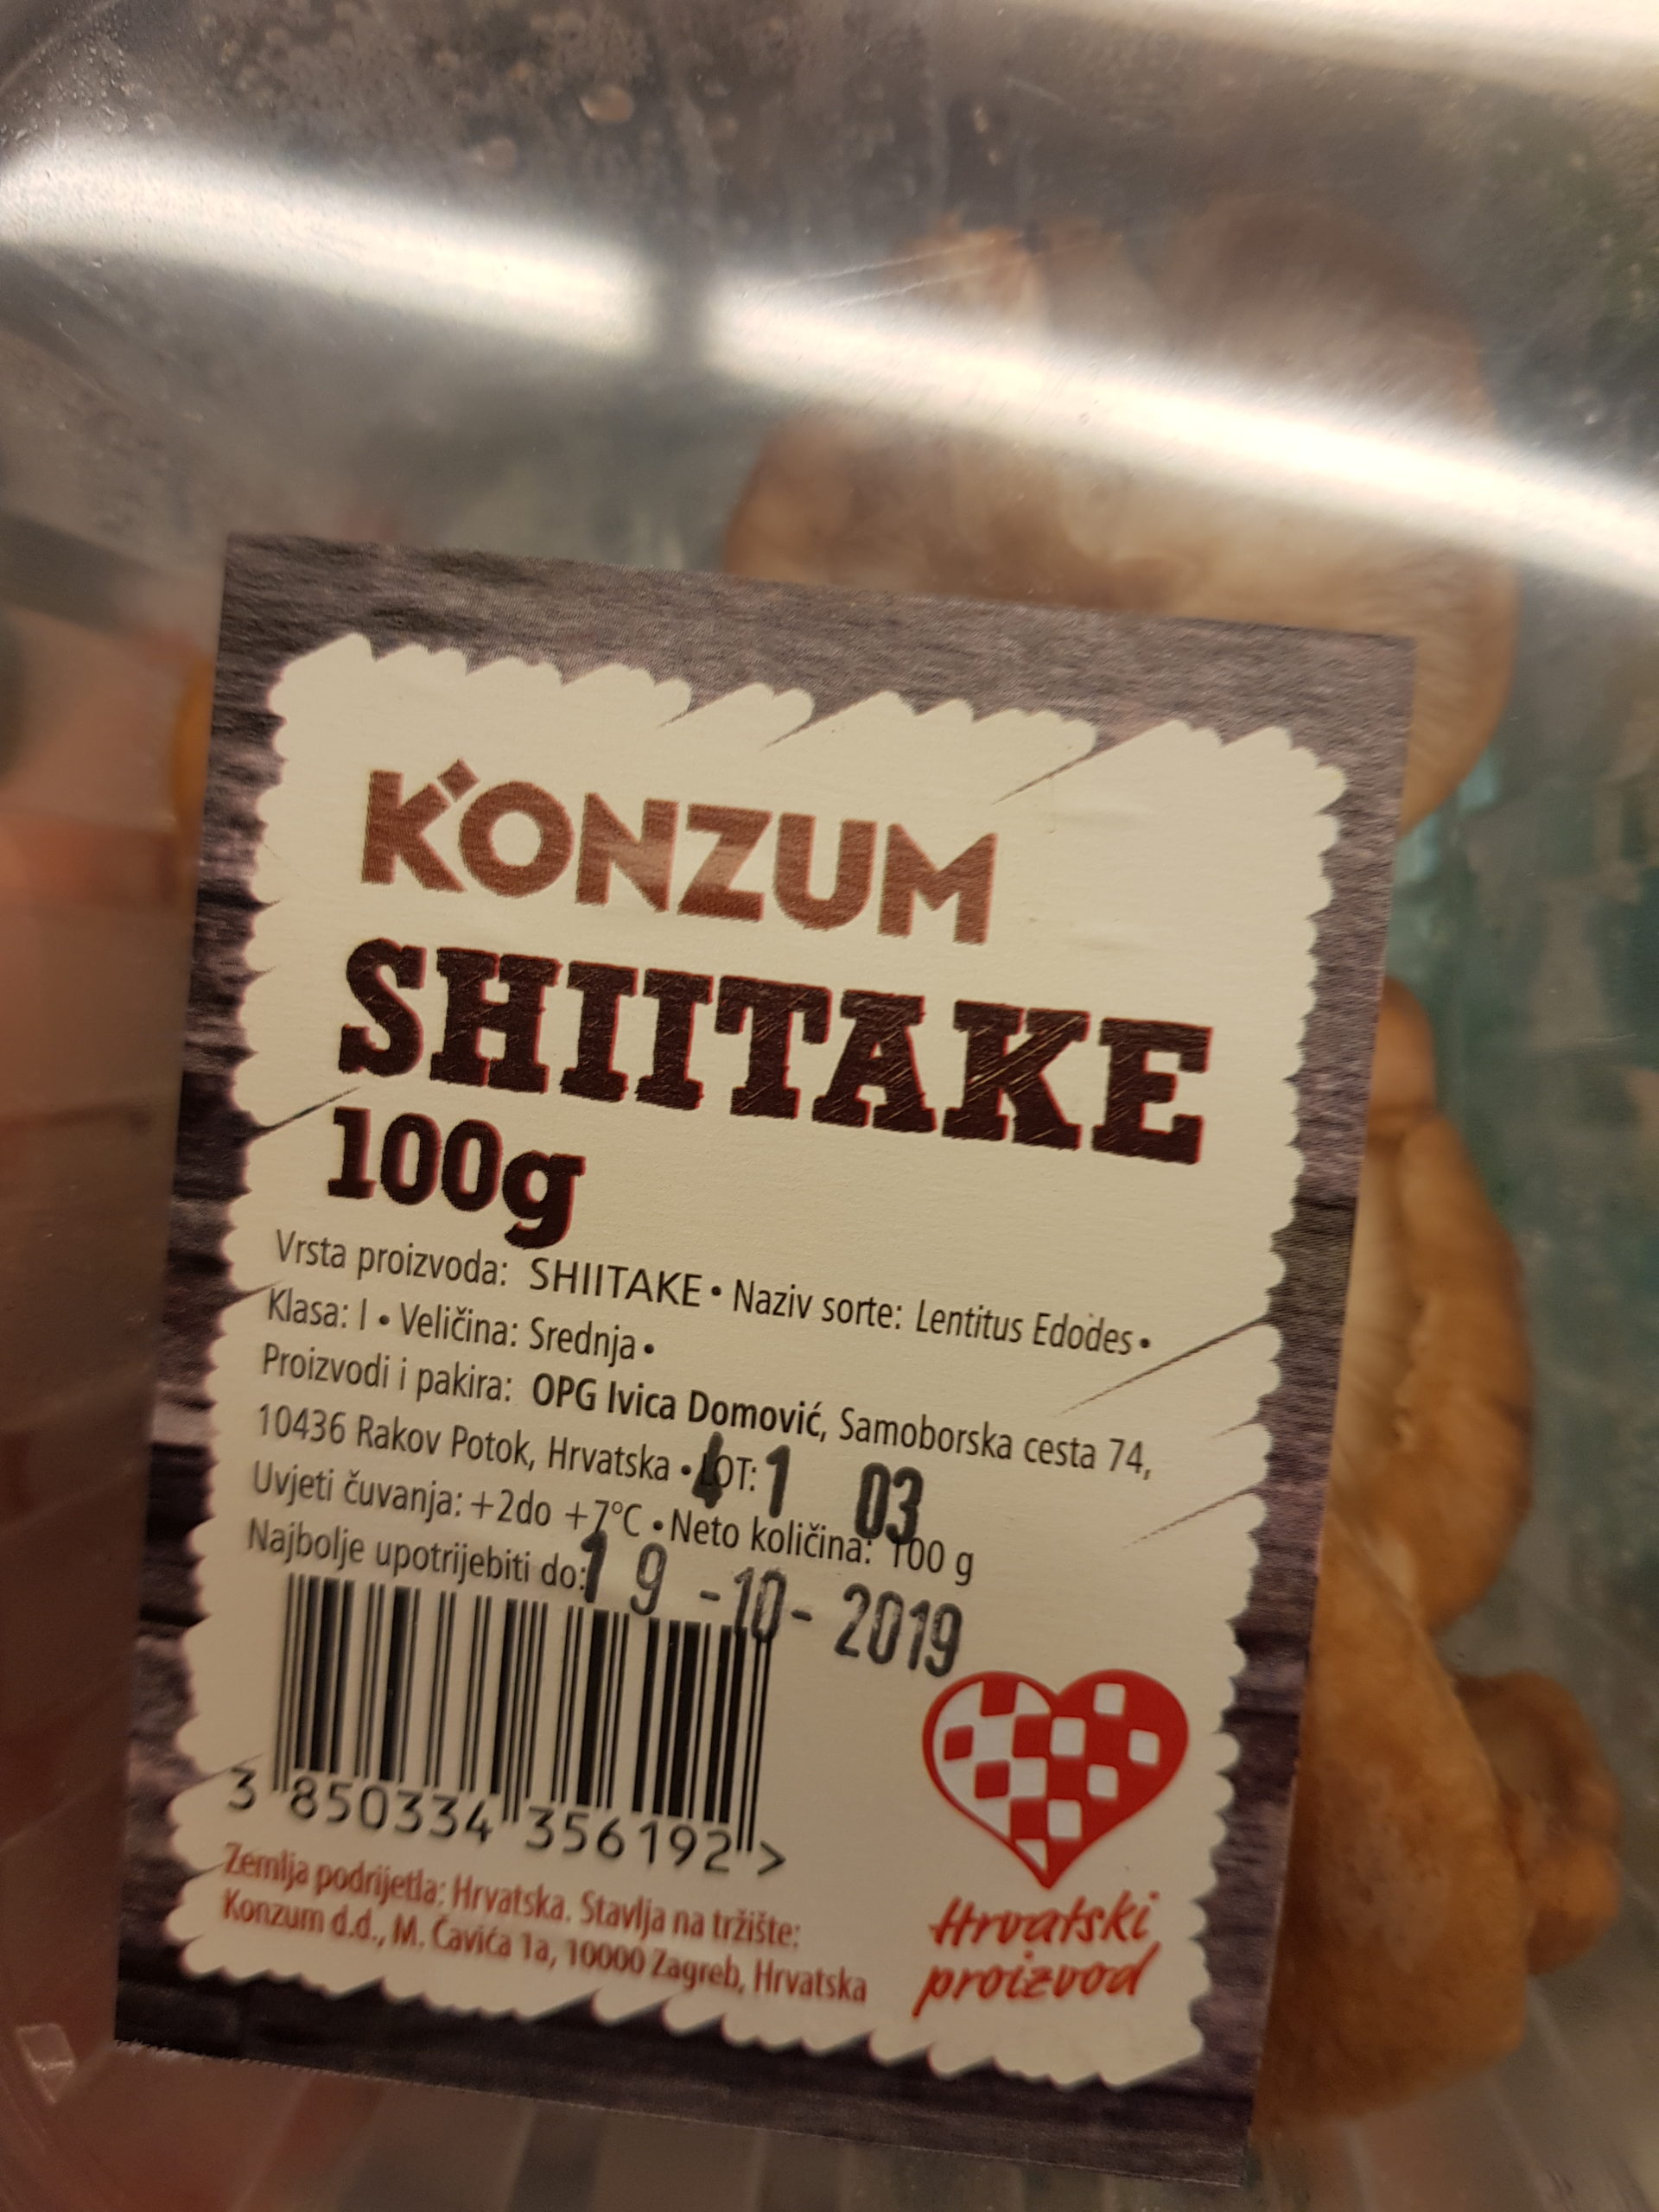 KONZUM
SHIITAKE
100g
Vrsta proizvoda: SHIITAKE • Naziv sorte: Lentitus Edodes •
Klasa: I • Veličina: Srednja •
Proizvodi i pakira: OPG Ivica Domović, Samoborska cesta 74,
10436 Rakov Potok, Hrvatska • LOT: 41 03
Uvjeti čuvanja: +2do +7°C • Neto količina: 100 g
Najbolje upotrijebiti do: 19-10-2019
3 850334 356192 >
Zemlja podrijetla: Hrvatska. Stavlja na tržište:
Konzum d.d., M. Čavića 1a, 10000 Zagreb, Hrvatska
Hrvatski
proizvod